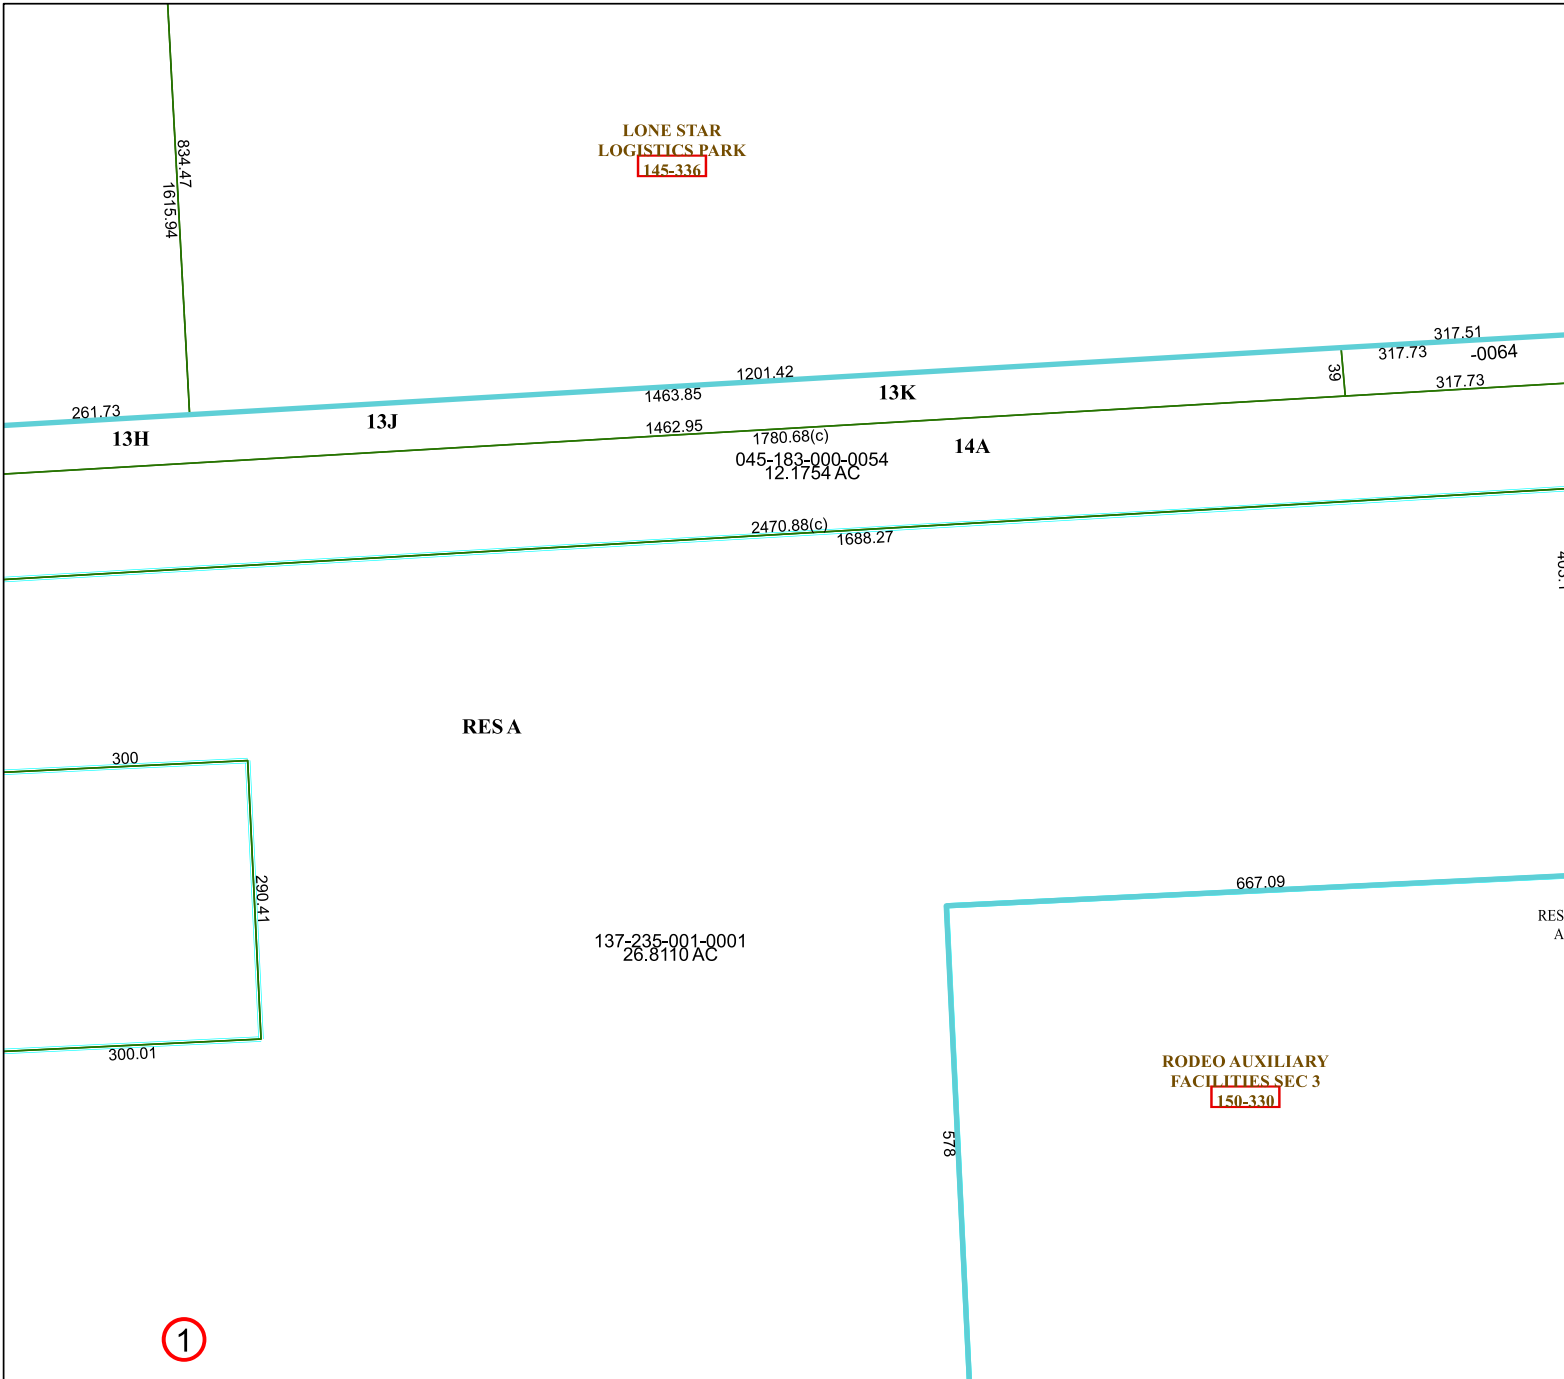 LONE STAR
LOGISTICS PARK
145-336
834.47
1615.94
317.51
317.73
-0064
39
317.73
1201.42
1463.85
13K
261.73
13H
13J
1462.95
1780.68(c)
14A
045-183-000-0054
12.1754 AC
2470.88(c)
1688.27
RES A
300
290.41
300.01
137-235-001-0001
26.8110 AC
667.09
RES
A
RODEO AUXILIARY
FACILITIES SEC 3
150-330
578
1